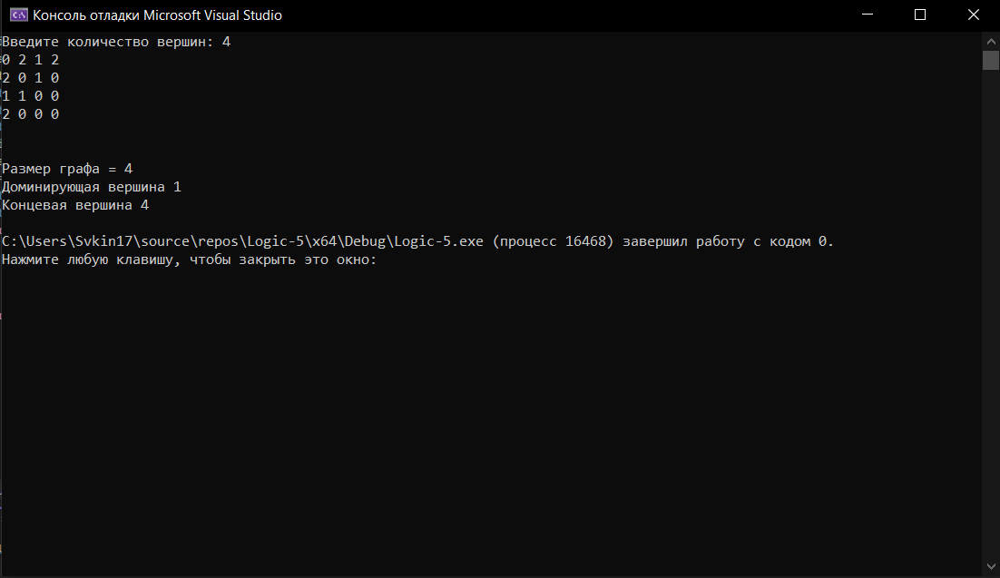 Консоль отладки Microsoft Visual Studio
Введите количество вершин: 4
0 2 1 2
2 0 1 0
1 1 0 0
2 0 0 0
Размер графа = 4
Доминирующая вершина 1
Концевая вершина 4
C:\Users\Svkin17\source\repos\Logic-5\x64\Debug\Logic-5.exe (процесс 16468) завершил работу с кодом 0.
Нажмите любую клавишу, чтобы закрыть это окно: